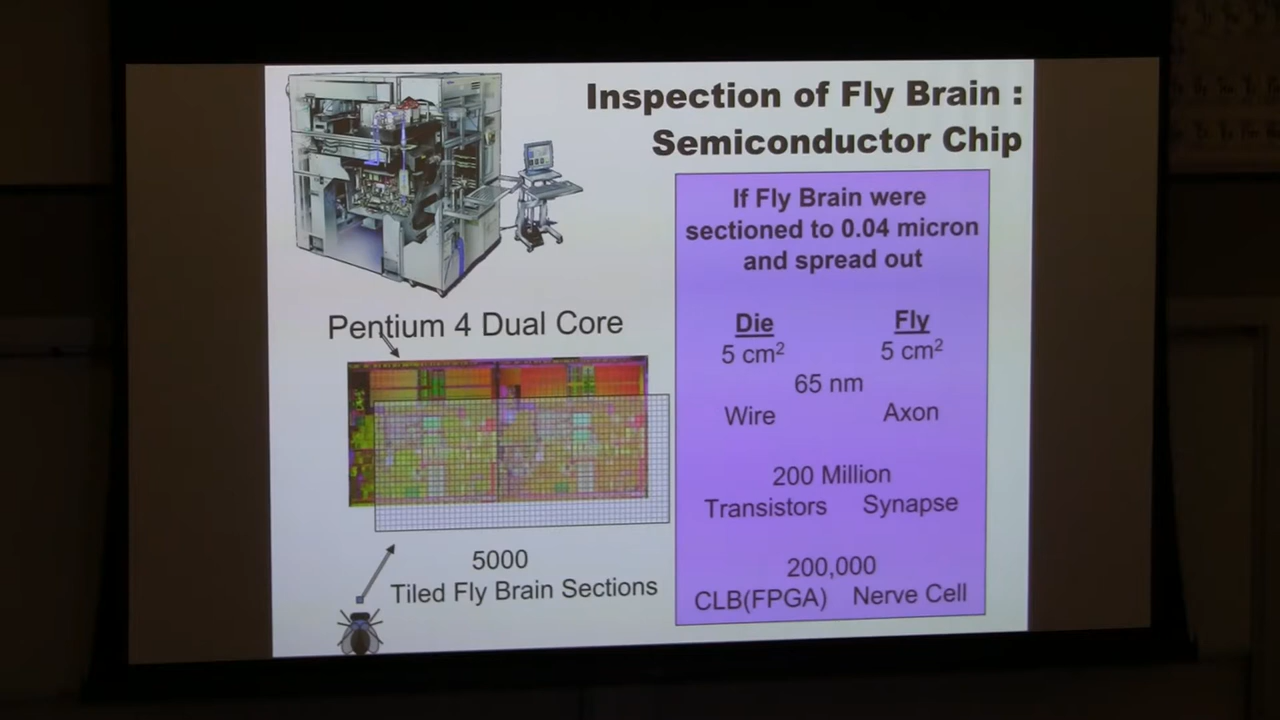 Inspection of Fly Brain :
Semiconductor Chip
If Fly Brain were
sectioned to 0.04 micron
and spread out
Die Fly
5 cm² 5 cm²
65 nm
Wire Axon
200 Million
Transistors Synapse
200,000
CLB(FPGA) Nerve Cell
Pentium 4 Dual Core
5000
Tiled Fly Brain Sections